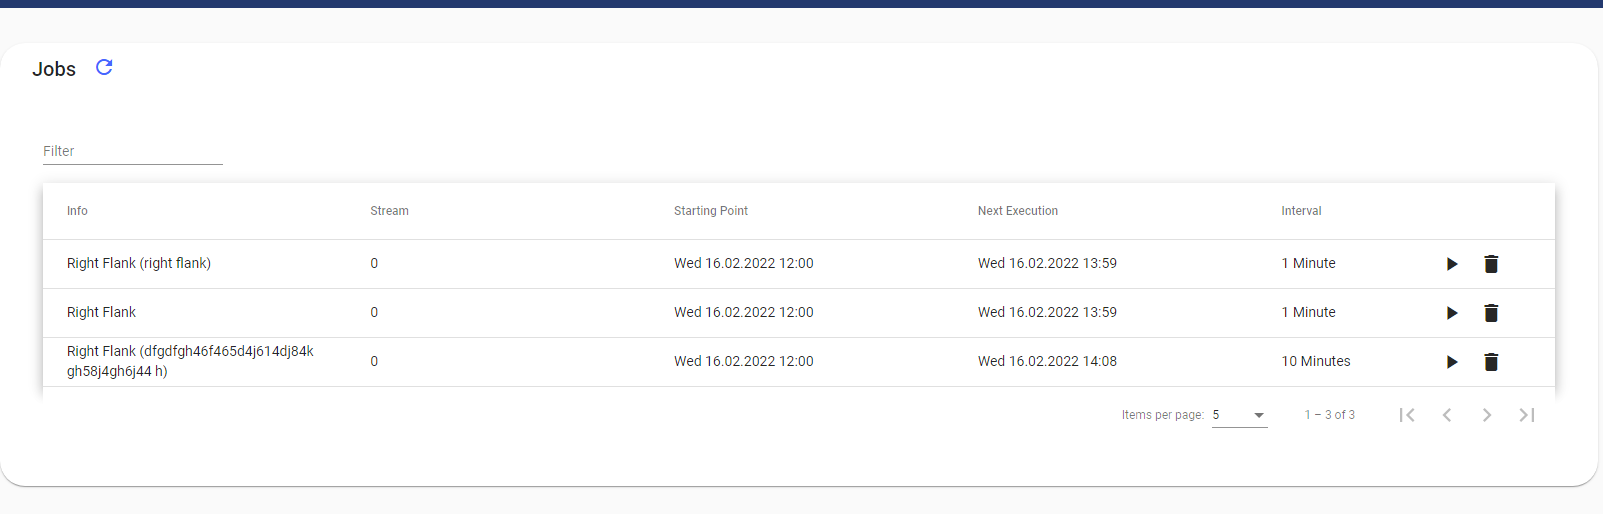 Jobs
Filter
Info Stream Starting Point Next Execution Interval
Right Flank (right flank) 0 Wed 16.02.2022 12:00 Wed 16.02.2022 13:59 1 Minute
Right Flank 0 Wed 16.02.2022 12:00 Wed 16.02.2022 13:59 1 Minute
Right Flank (dfgdfgh46f465d4j614dj84k
gh58j4gh6j44 h) 0 Wed 16.02.2022 12:00 Wed 16.02.2022 14:08 10 Minutes
Items per page: 5 1 – 3 of 3